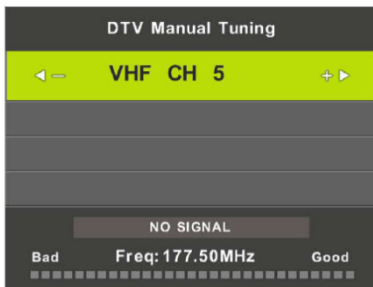 DTV Manual Tuning
VHF CH 5
NO SIGNAL
Bad Freq: 177.50MHz Good